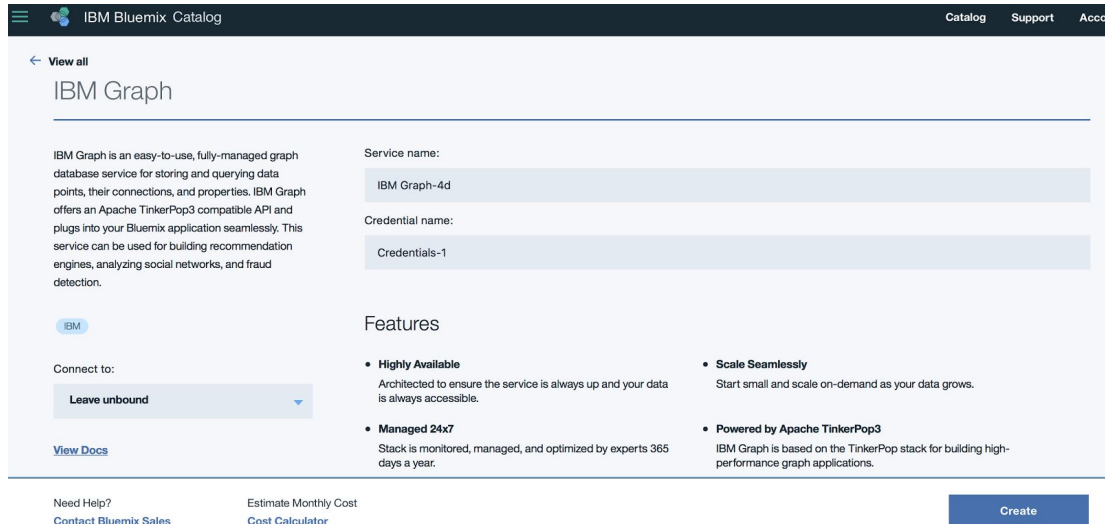 IBM Bluemix Catalog
Catalog Support Acco
← View all
IBM Graph
IBM Graph is an easy-to-use, fully-managed graph
database service for storing and querying data
points, their connections, and properties. IBM Graph
offers an Apache TinkerPop3 compatible API and
plugs into your Bluemix application seamlessly. This
service can be used for building recommendation
engines, analyzing social networks, and fraud
detection.
IBM
Connect to:
Leave unbound
View Docs
Service name:
IBM Graph-4d
Credential name:
Credentials-1
Features
• Highly Available
Architected to ensure the service is always up and your data
is always accessible.
• Managed 24x7
Stack is monitored, managed, and optimized by experts 365
days a year.
• Scale Seamlessly
Start small and scale on-demand as your data grows.
• Powered by Apache TinkerPop3
IBM Graph is based on the TinkerPop stack for building high-
performance graph applications.
Need Help?
Contact Bluemix Sales
Estimate Monthly Cost
Cost Calculator
Create